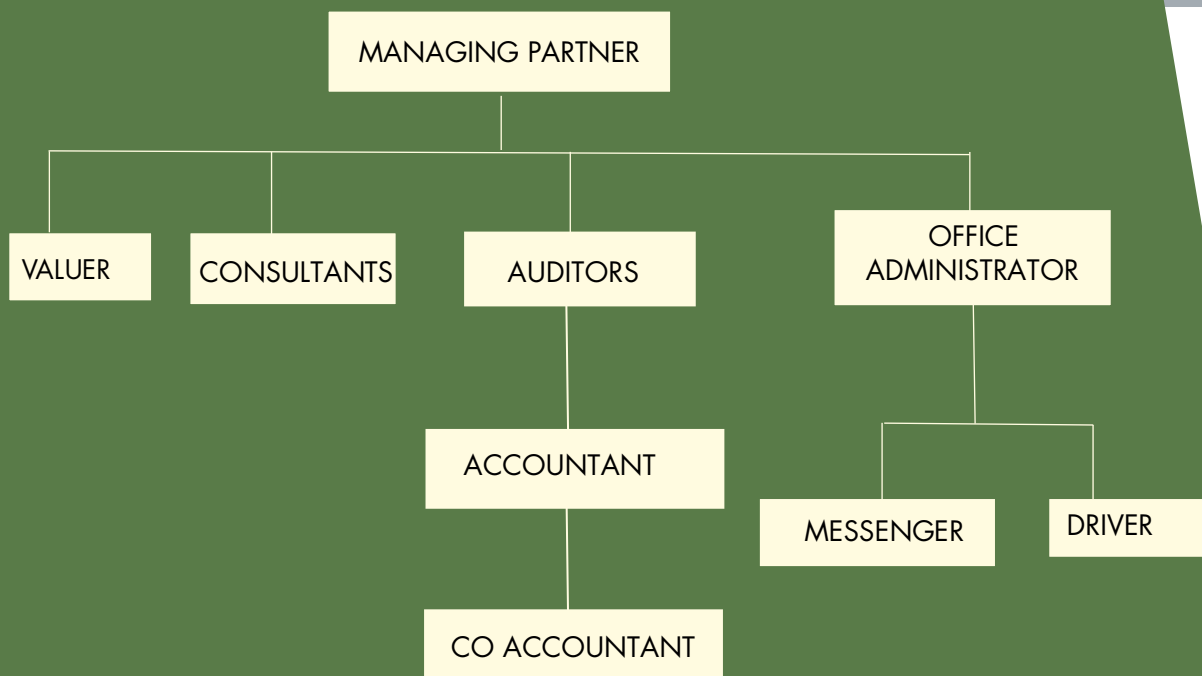 MANAGING PARTNER
VALUER
CONSULTANTS
AUDITORS
OFFICE
ADMINISTRATOR
ACCOUNTANT
MESSENGER
DRIVER
CO ACCOUNTANT